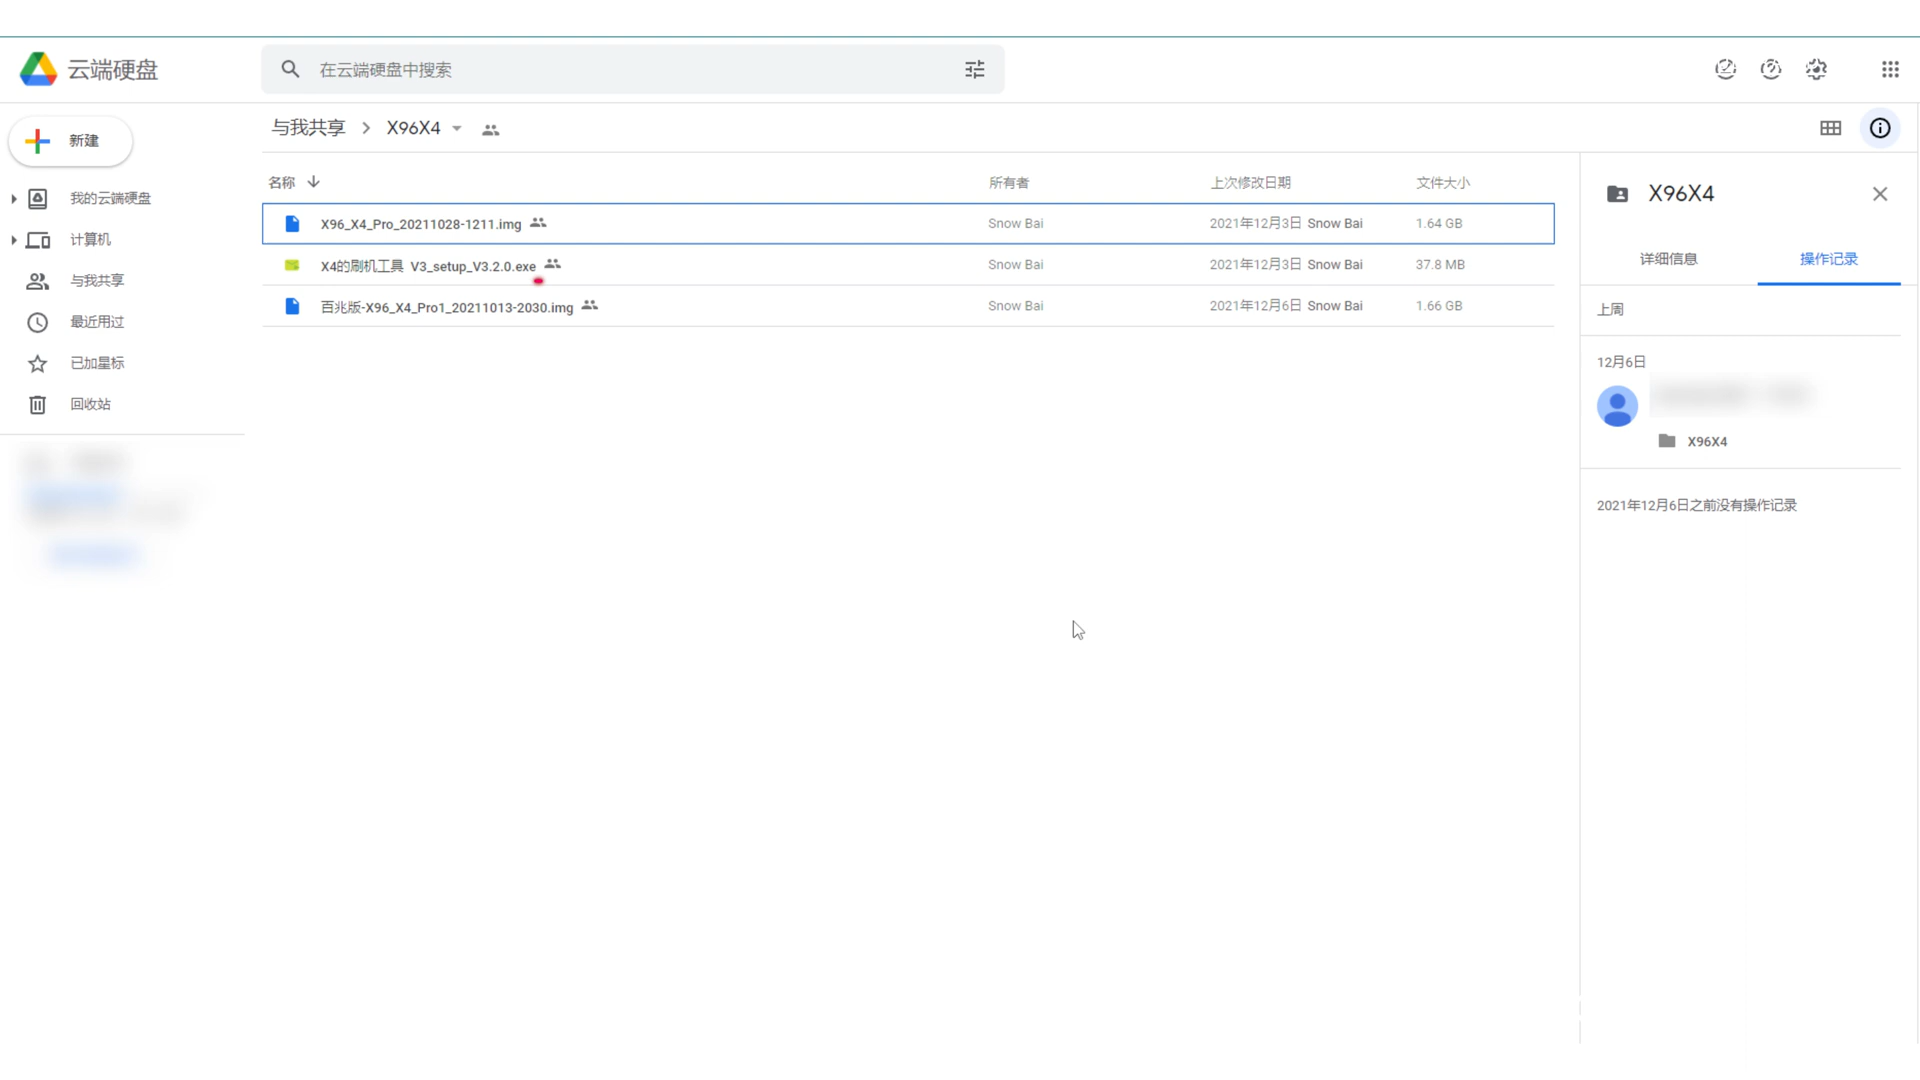 云端硬盘
在云端硬盘中搜索
新建
与我共享 X96X4
我的云端硬盘
计算机
与我共享
最近用过
已加星标
回收站
名称 所有者 上次修改日期 文件大小
X96_X4_Pro_20211028-1211.img Snow Bai 2021年12月3日 Snow Bai 1.64 GB
X4的刷机工具 V3_setup_V3.2.0.exe Snow Bai 2021年12月3日 Snow Bai 37.8 MB
百兆版-X96_X4_Pro1_20211013-2030.img Snow Bai 2021年12月6日 Snow Bai 1.66 GB
X96X4
详细信息 操作记录
上周
12月6日
X96X4
2021年12月6日之前没有操作记录